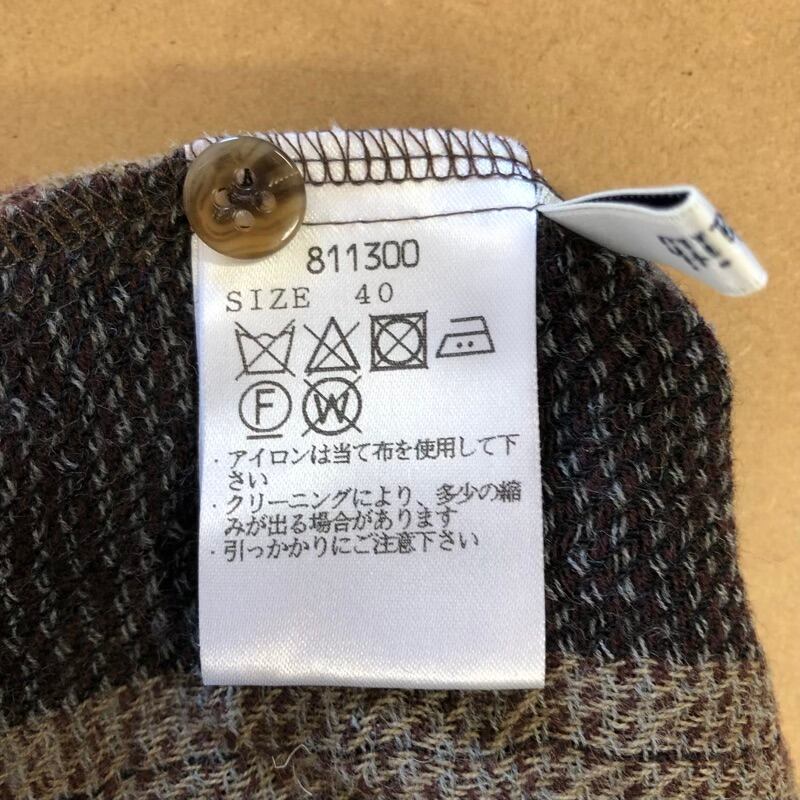 811300
SIZE 40
F W
・アイロンは当て布を使用して下
さい
・クリーニングにより、多少の縮
みが出る場合があります
・引っかかりにご注意下さい